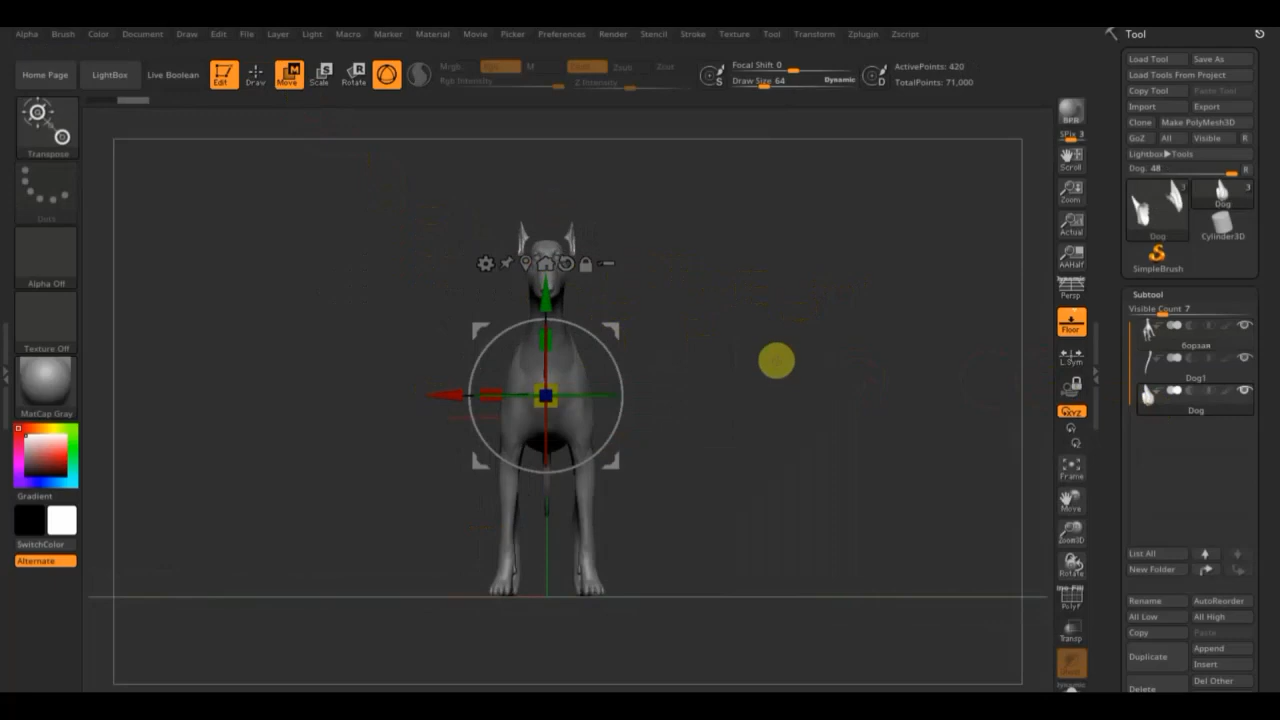 Alpha Brush Color Document Draw Edit File Layer Light Macro Marker Material Movie Picker Preferences Render Stencil Stroke Texture Tool Transform Zplugin Zscript
Tool
Home Page
LightBox
Live Boolean
Edit
Draw
Move
Scale
Rotate
Mrgb
M
Rgb Intensity
Zsub
Z Intensity
Focal Shift 0
Draw Size 64
Dynamic
ActivePoints: 420
TotalPoints: 71,000
Load Tool
Save As
Load Tools From Project
Copy Tool
Paste Tool
Import
Export
Clone
Make PolyMesh3D
GoZ
All
Visible
R
Lightbox▶Tools
Dog. 48
R
3
3
Dog
Dog
Cylinder3D
SimpleBrush
Transpose
Dots
Alpha Off
Texture Off
MatCap Gray
Gradient
SwitchColor
Alternate
BPR
SPix 3
Scroll
Zoom
Actual
AAHalf
Dynamic
Persp
Floor
L.Sym
XYZ
Frame
Move
Zoom3D
Rotate
Line Fill
PolyF
Transp
Dynamic
Subtool
Visible Count 7
борзая
Dog1
Dog
List All
New Folder
Rename
AutoReorder
All Low
All High
Copy
Paste
Duplicate
Append
Insert
Delete
Del Other